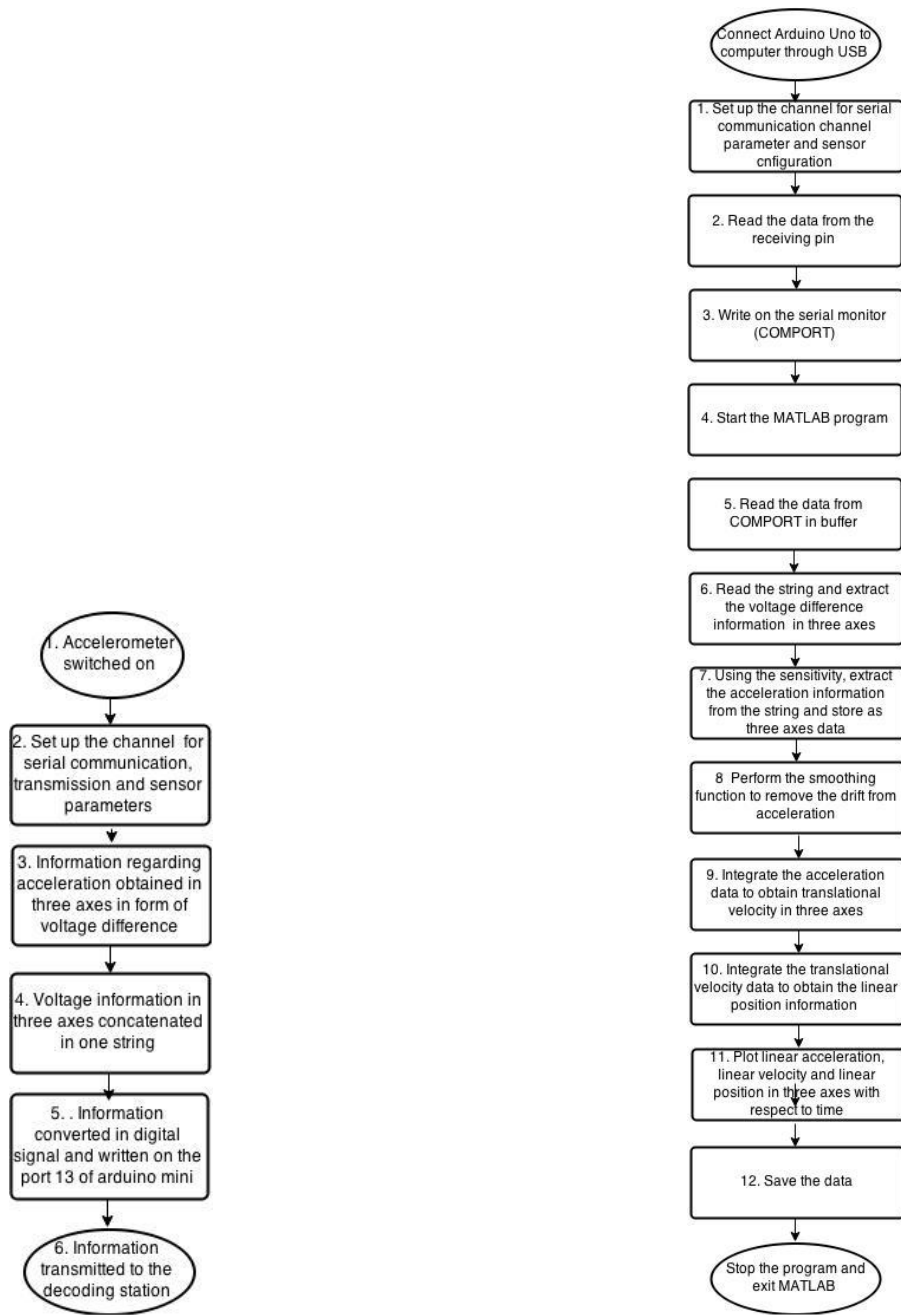 1. Accelerometer
switched on
2. Set up the channel for
serial communication,
transmission and sensor
parameters
3. Information regarding
acceleration obtained in
three axes in form of
voltage difference
4. Voltage information in
three axes concatenated
in one string
5. . Information
converted in digital
signal and written on the
port 13 of arduino mini
6. Information
transmitted to the
decoding station
Connect Arduino Uno to
computer through USB
1. Set up the channel for serial
communication channel
parameter and sensor
cnfiguration
2. Read the data from the
receiving pin
3. Write on the serial monitor
(COMPORT)
4. Start the MATLAB program
5. Read the data from
COMPORT in buffer
6. Read the string and extract
the voltage difference
information in three axes
7. Using the sensitivity, extract
the acceleration information
from the string and store as
three axes data
8 Perform the smoothing
function to remove the drift from
acceleration
9. Integrate the acceleration
data to obtain translational
velocity in three axes
10. Integrate the translational
velocity data to obtain the linear
position information
11. Plot linear acceleration,
linear velocity and linear
position in three axes with
respect to time
12. Save the data
Stop the program and
exit MATLAB